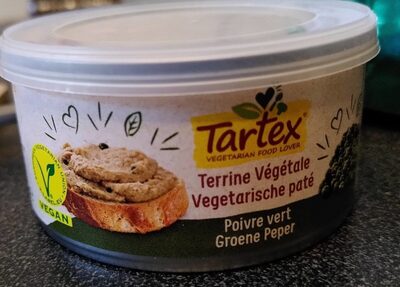 Tartex
VEGETARIAN FOOD LOVER
Terrine Végétale
Vegetarische paté
Poivre vert
Groene Peper
VEGAN